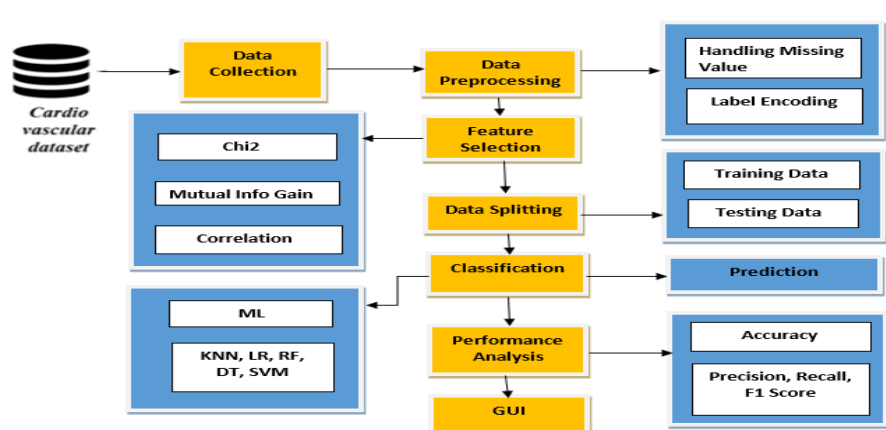 Cardio
vascular
dataset
Data
Collection
Data
Preprocessing
Handling Missing
Value
Label Encoding
Feature
Selection
Chi2
Mutual Info Gain
Correlation
Data Splitting
Training Data
Testing Data
Classification
Prediction
ML
KNN, LR, RF,
DT, SVM
Performance
Analysis
Accuracy
Precision, Recall,
F1 Score
GUI